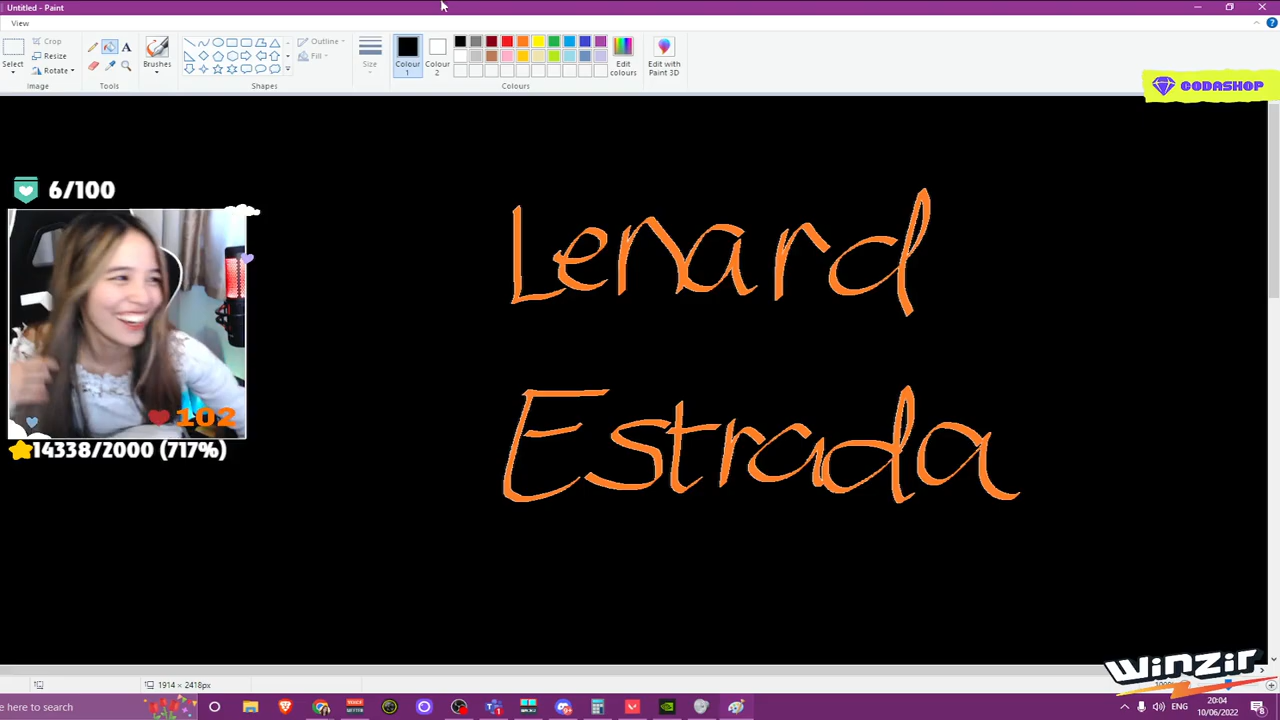 Untitled - Paint
View
Select
Crop
Resize
Rotate
Image
Tools
Brushes
Shapes
Outline
Fill
Size
Colour 1
Colour 2
Edit colours
Edit with Paint 3D
Colours
CODASHOP
6/100
102
14338/2000 (717%)
Lenard
Estrada
1914 × 2418px
100%
WINZIR
e here to search
ENG
20:04
10/06/2022
8